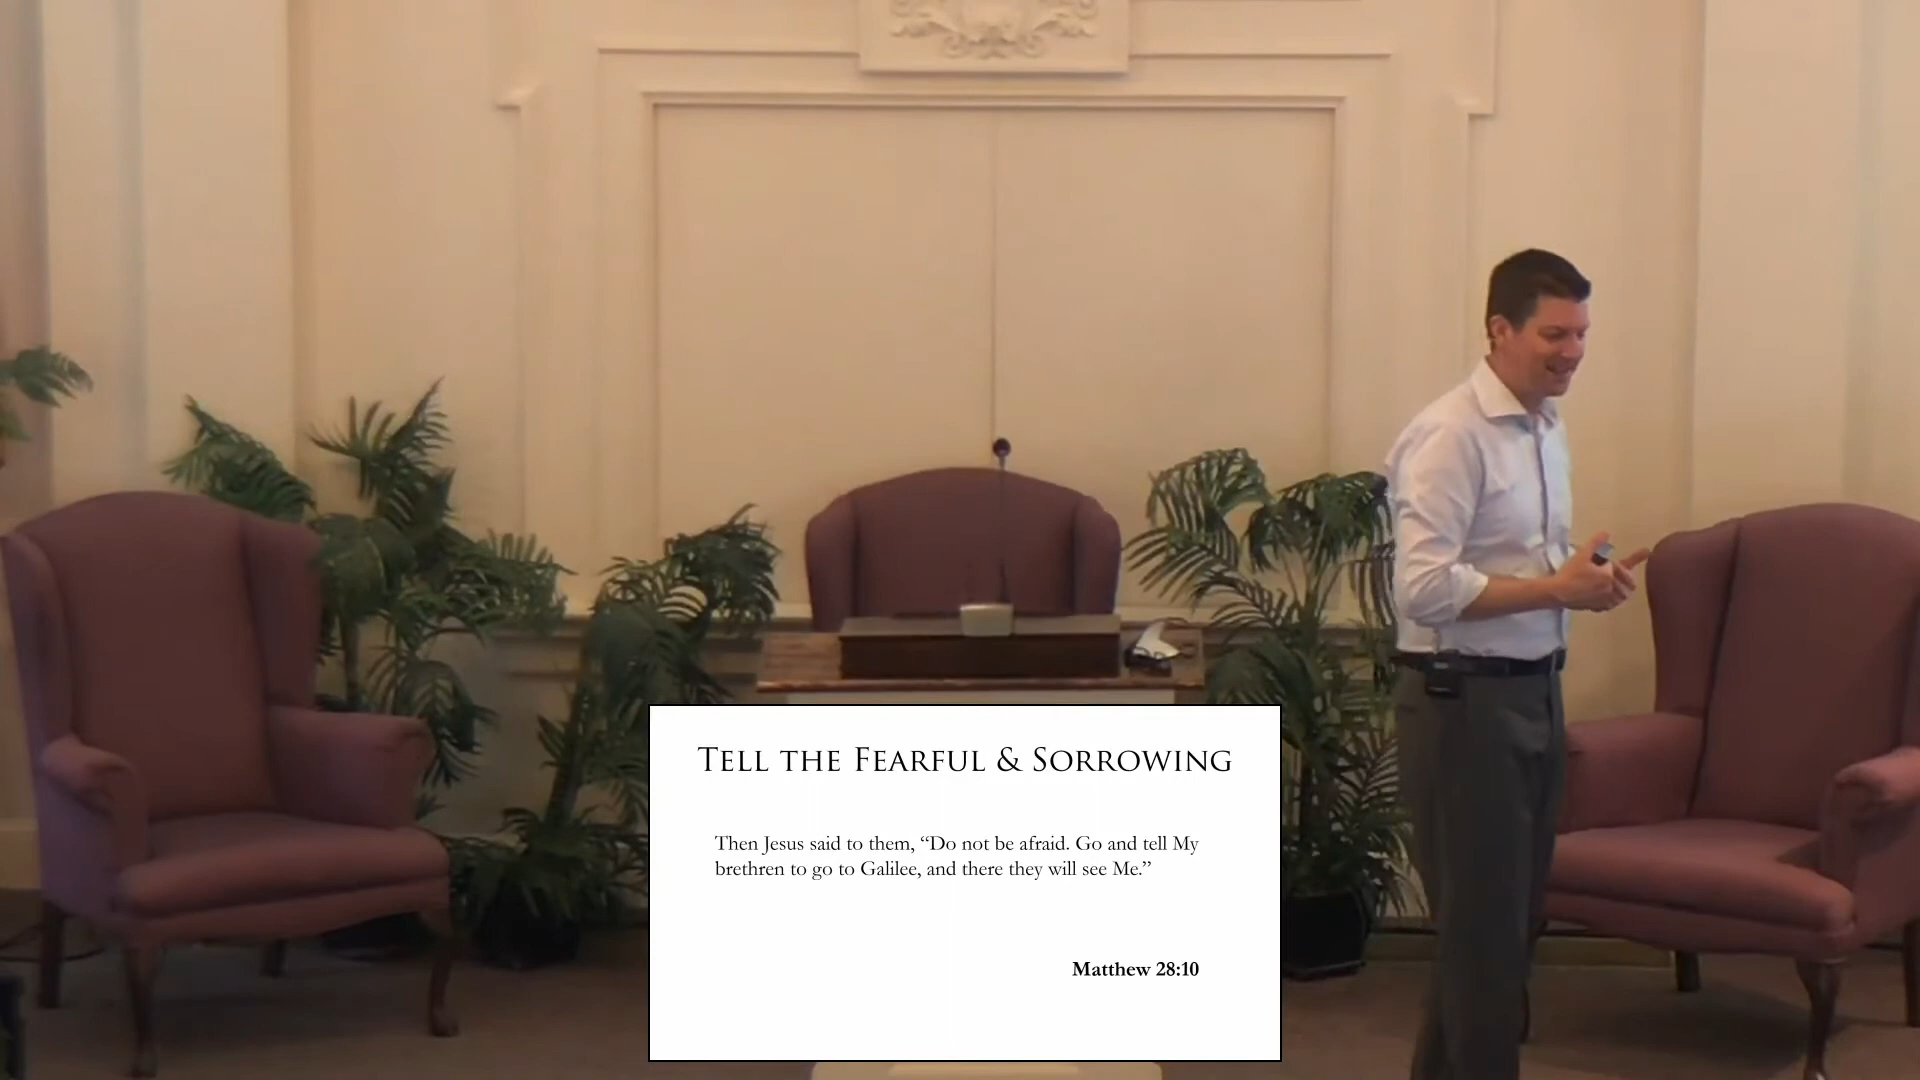 TELL THE FEARFUL & SORROWING
Then Jesus said to them, “Do not be afraid. Go and tell My
brethren to go to Galilee, and there they will see Me.”
Matthew 28:10